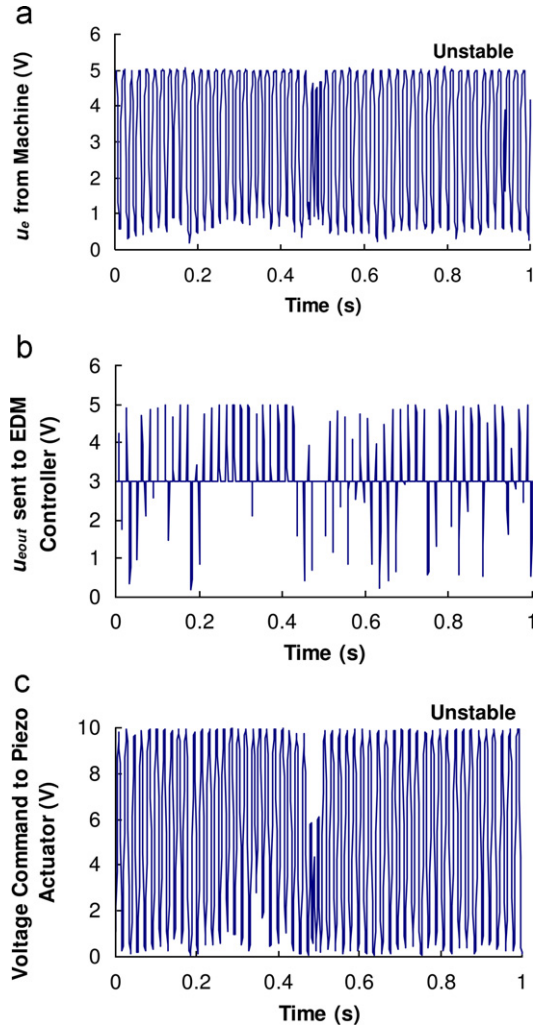 a
Unstable
u_e from Machine (V)
6
5
4
3
2
1
0
0 0.2 0.4 0.6 0.8 1
Time (s)
b
u_eout sent to EDM
Controller (V)
6
5
4
3
2
1
0
0 0.2 0.4 0.6 0.8 1
Time (s)
c
Unstable
Voltage Command to Piezo
Actuator (V)
10
8
6
4
2
0
0 0.2 0.4 0.6 0.8 1
Time (s)